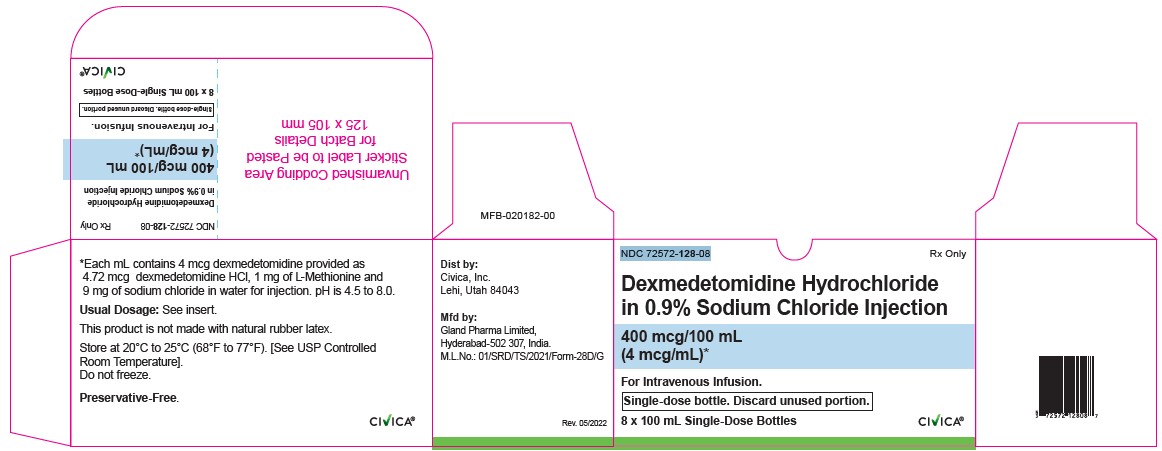 CIVICA®
8 x 100 mL Single-Dose Bottles
Single-dose bottle. Discard unused portion.
For Intravenous Infusion.
(4 mcg/mL)*
400 mcg/100 mL
in 0.9% Sodium Chloride Injection
Dexmedetomidine Hydrochloride
NDC 72572-128-08 Rx Only
Unvarnished Codding Area
Sticker Label to be Pasted
for Batch Details
125 x 105 mm
*Each mL contains 4 mcg dexmedetomidine provided as
4.72 mcg dexmedetomidine HCl, 1 mg of L-Methionine and
9 mg of sodium chloride in water for injection. pH is 4.5 to 8.0.
Usual Dosage: See insert.
This product is not made with natural rubber latex.
Store at 20°C to 25°C (68°F to 77°F). [See USP Controlled
Room Temperature].
Do not freeze.
Preservative-Free.
CIVICA®
MFB-020182-00
Dist by:
Civica, Inc.
Lehi, Utah 84043
Mfd by:
Gland Pharma Limited,
Hyderabad-502 307, India.
M.L.No.: 01/SRD/TS/2021/Form-28D/G
Rev. 05/2022
NDC 72572-128-08
Rx Only
Dexmedetomidine Hydrochloride
in 0.9% Sodium Chloride Injection
400 mcg/100 mL
(4 mcg/mL)*
For Intravenous Infusion.
Single-dose bottle. Discard unused portion.
8 x 100 mL Single-Dose Bottles
CIVICA®
72572 12808 7